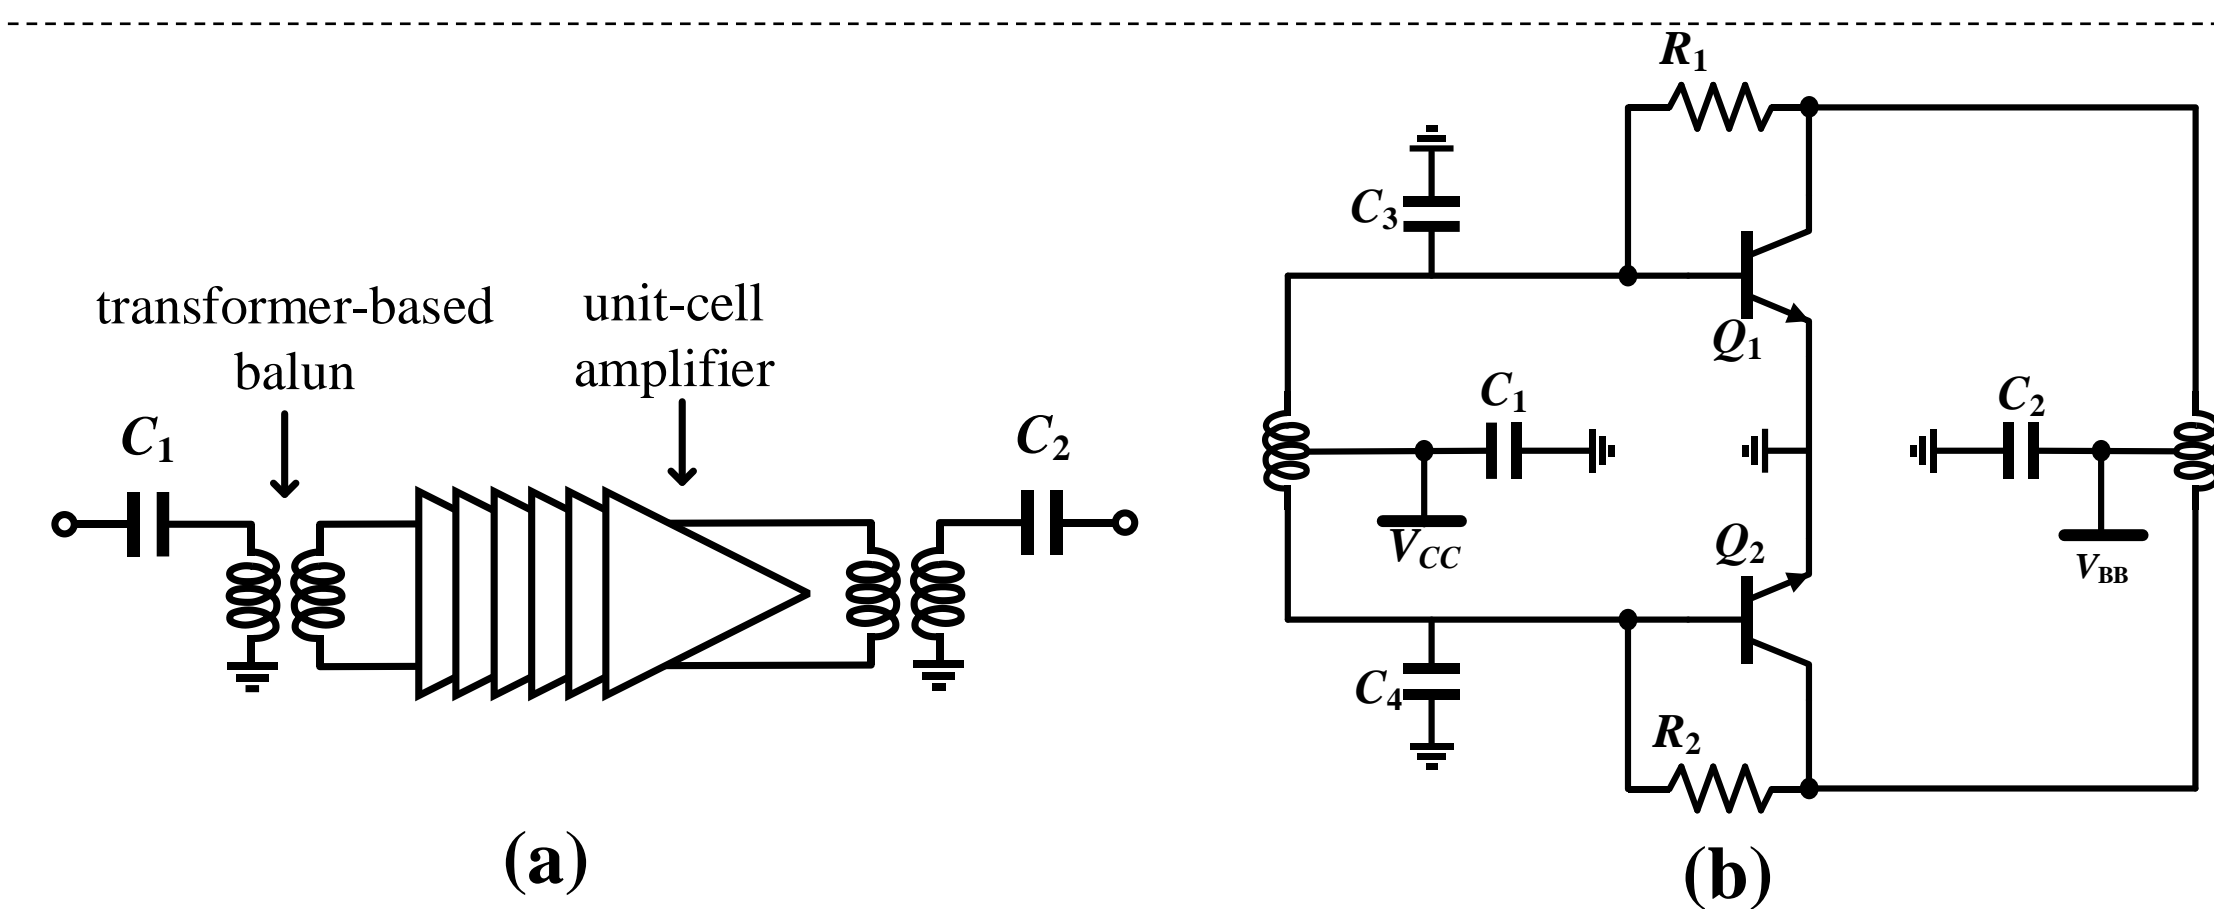 transformer-based
balun
unit-cell
amplifier
C1
C2
(a)
R1
C3
Q1
C1
C2
VCC
Q2
VBB
C4
R2
(b)